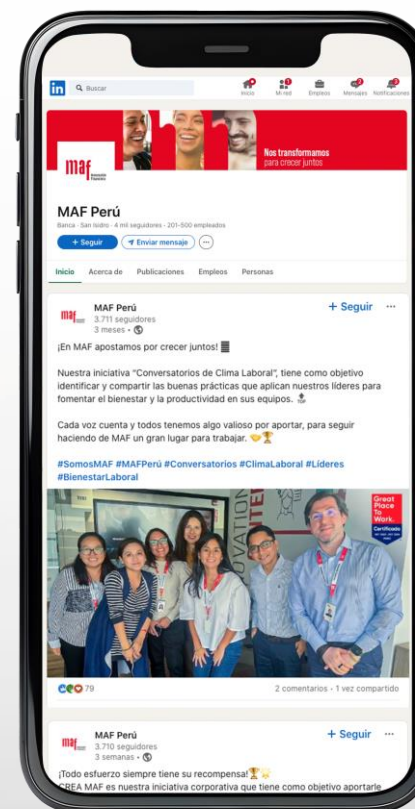 in
Buscar
Inicio
Mi red
Empleos
Mensajes
Notificaciones
maf
Nos transformamos
para crecer juntos
MAF Perú
Banca · San Isidro · 4 mil seguidores · 201-500 empleados
+ Seguir
Enviar mensaje
Inicio
Acerca de
Publicaciones
Empleos
Personas
maf
MAF Perú
3.711 seguidores
3 meses •
+ Seguir
¡En MAF apostamos por crecer juntos!
Nuestra iniciativa "Conversatorios de Clima Laboral", tiene como objetivo
identificar y compartir las buenas prácticas que aplican nuestros líderes para
fomentar el bienestar y la productividad en sus equipos. 🔝
Cada voz cuenta y todos tenemos algo valioso por aportar, para seguir
haciendo de MAF un gran lugar para trabajar. 🤝🏆
#SomosMAF #MAFPerú #Conversatorios #ClimaLaboral #Líderes
#BienestarLaboral
Great
Place
To
Work.
Certificada
79
2 comentarios · 1 vez compartido
maf
MAF Perú
3.710 seguidores
3 semanas •
+ Seguir
¡Todo esfuerzo siempre tiene su recompensa!🏆
CREA MAF es nuestra iniciativa corporativa que tiene como objetivo aportarle